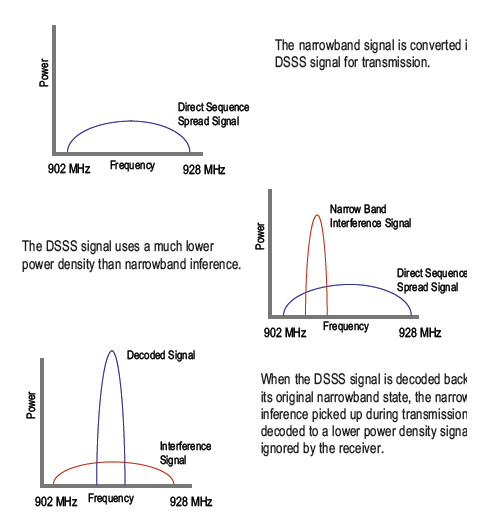 Power
Direct Sequence
Spread Signal
902 MHz
Frequency
928 MHz
The narrowband signal is converted i
DSSS signal for transmission.
The DSSS signal uses a much lower
power density than narrowband inference.
Power
Narrow Band
Interference Signal
Direct Sequence
Spread Signal
902 MHz
Frequency
928 MHz
Power
Decoded Signal
Interference
Signal
902 MHz
Frequency
928 MHz
When the DSSS signal is decoded back
its original narrowband state, the narrow
inference picked up during transmission
decoded to a lower power density signa
ignored by the receiver.